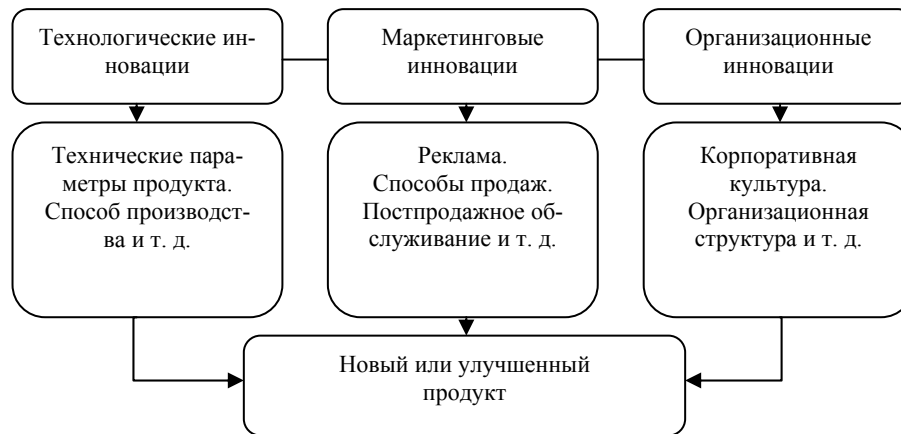 Технологические ин-
новации
Маркетинговые
инновации
Организационные
инновации
Технические пара-
метры продукта.
Способ производст-
ва и т. д.
Реклама.
Способы продаж.
Постпродажное об-
служивание и т. д.
Корпоративная
культура.
Организационная
структура и т. д.
Новый или улучшенный
продукт